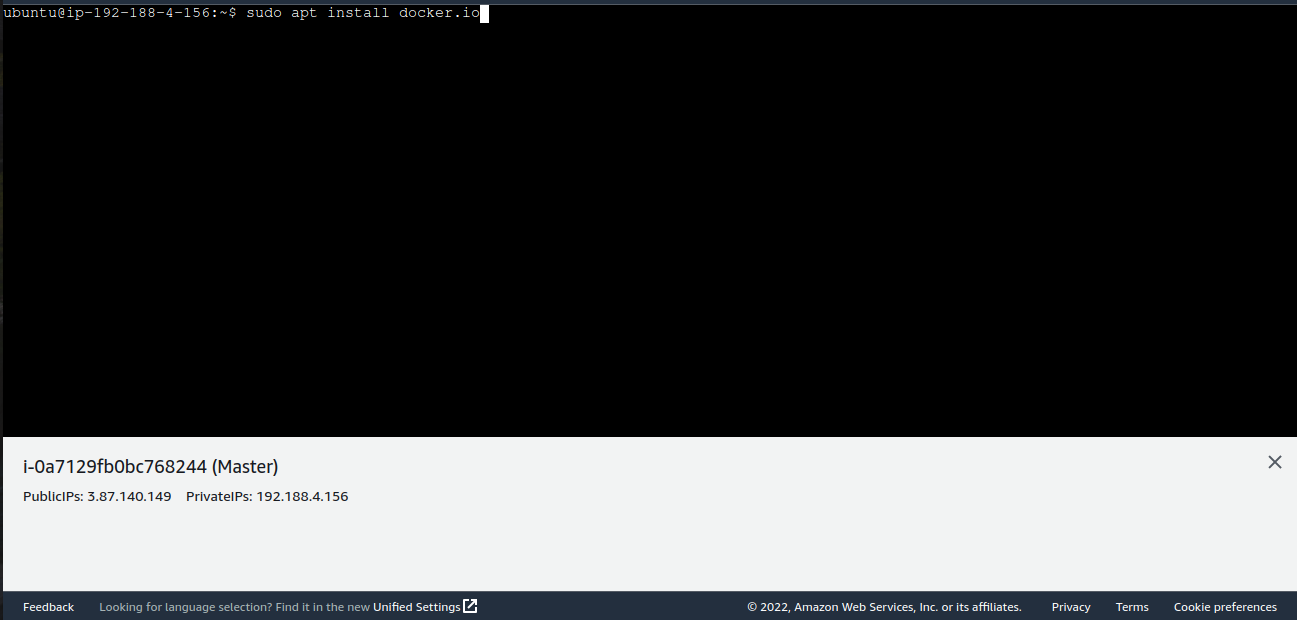 ubuntu@ip-192-188-4-156:~$ sudo apt install docker.io
i-0a7129fb0bc768244 (Master)
PublicIPs: 3.87.140.149 PrivateIPs: 192.188.4.156
Feedback Looking for language selection? Find it in the new Unified Settings © 2022, Amazon Web Services, Inc. or its affiliates. Privacy Terms Cookie preferences